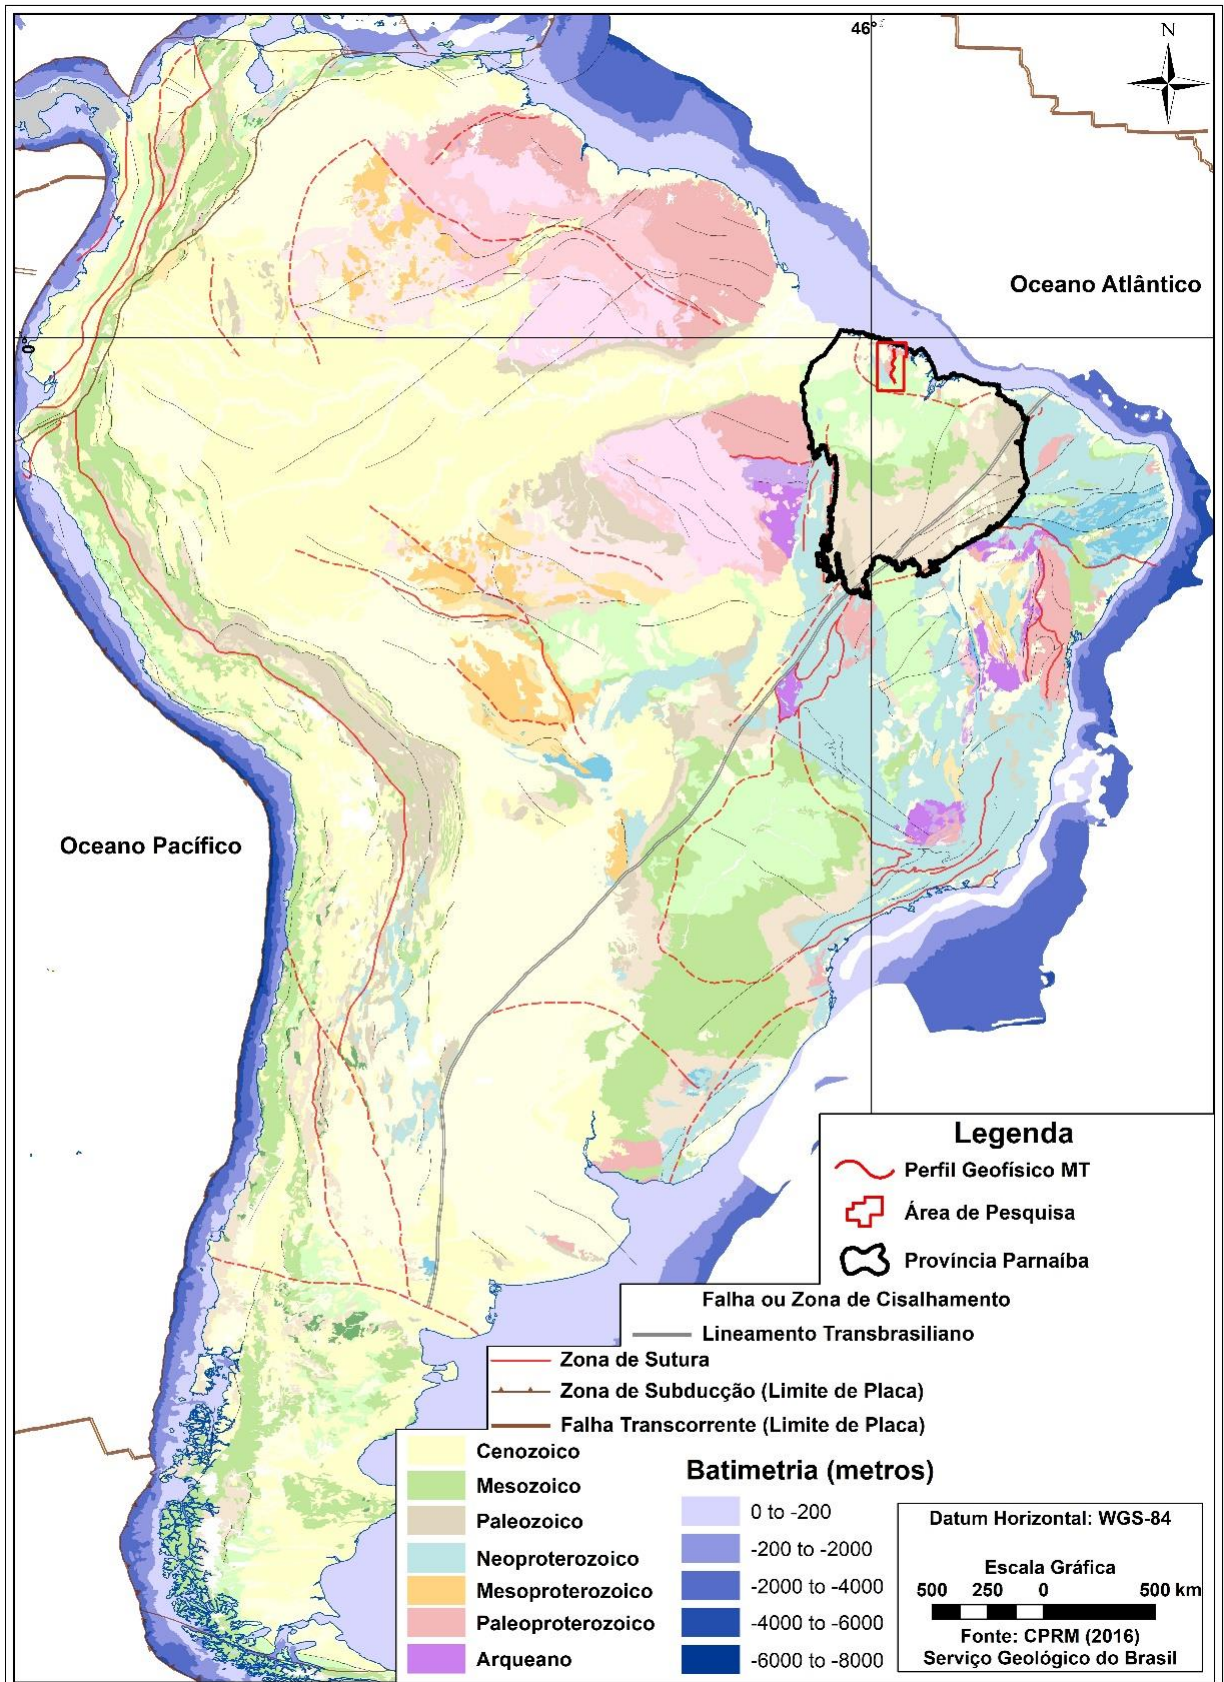 46°
N
Oceano Atlântico
0°
Oceano Pacífico
Legenda
Perfil Geofísico MT
Área de Pesquisa
Província Parnaíba
Falha ou Zona de Cisalhamento
Lineamento Transbrasiliano
Zona de Sutura
Zona de Subducção (Limite de Placa)
Falha Transcorrente (Limite de Placa)
Cenozoico
Mesozoico
Paleozoico
Neoproterozoico
Mesoproterozoico
Paleoproterozoico
Arqueano
Batimetria (metros)
0 to -200
-200 to -2000
-2000 to -4000
-4000 to -6000
-6000 to -8000
Datum Horizontal: WGS-84
Escala Gráfica
500 250 0 500 km
Fonte: CPRM (2016)
Serviço Geológico do Brasil